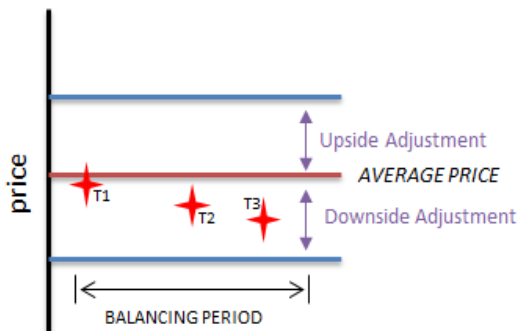 price
Upside Adjustment
AVERAGE PRICE
T1
T2
T3
Downside Adjustment
BALANCING PERIOD